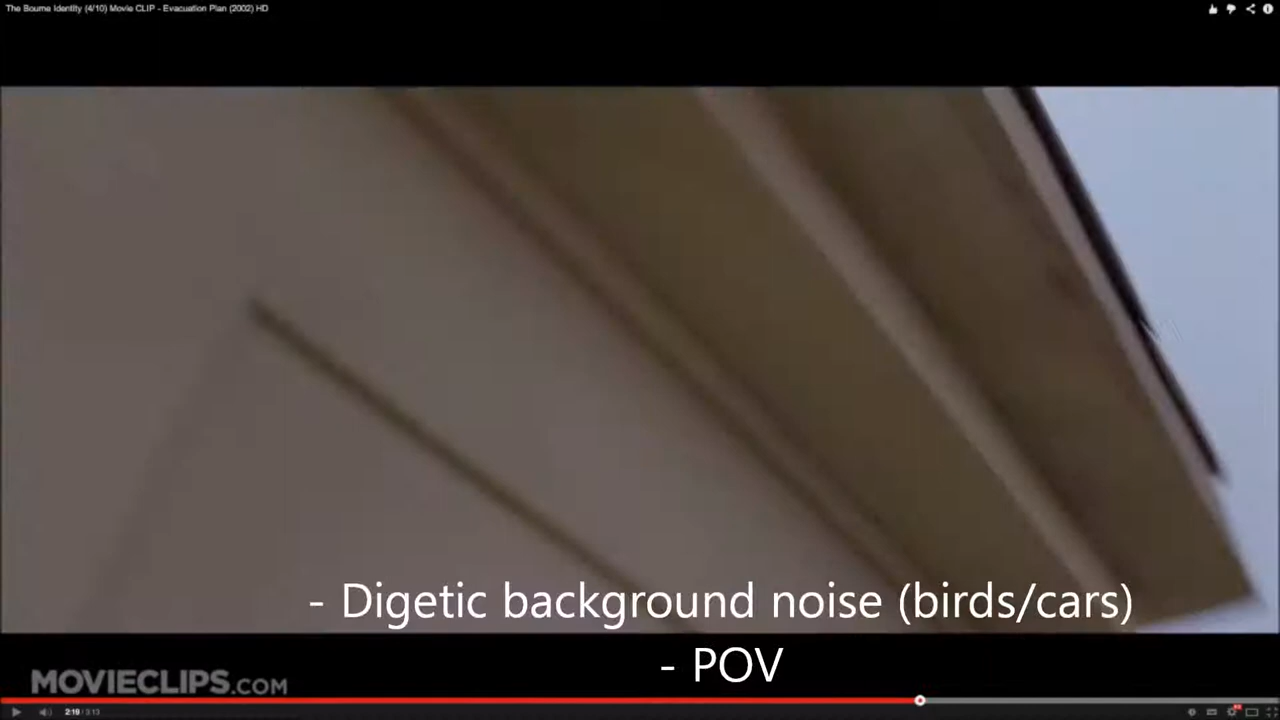 The Bourne Identity (4/10) Movie CLIP - Evacuation Plan (2002) HD
- Digetic background noise (birds/cars)
- POV
MOVIECLIPS.COM
2:19 / 3:13